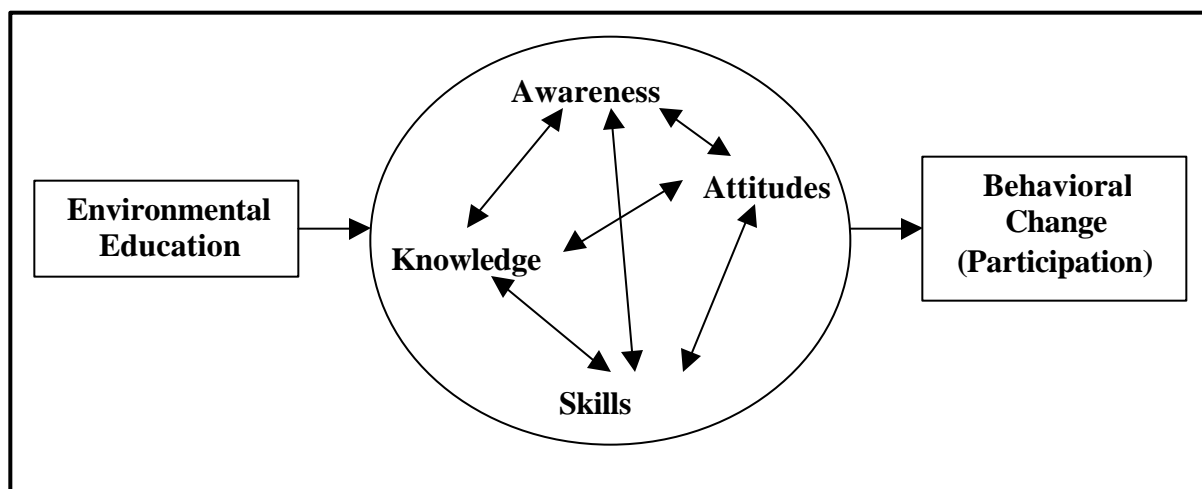 Environmental
Education
Awareness
Attitudes
Knowledge
Skills
Behavioral
Change
(Participation)